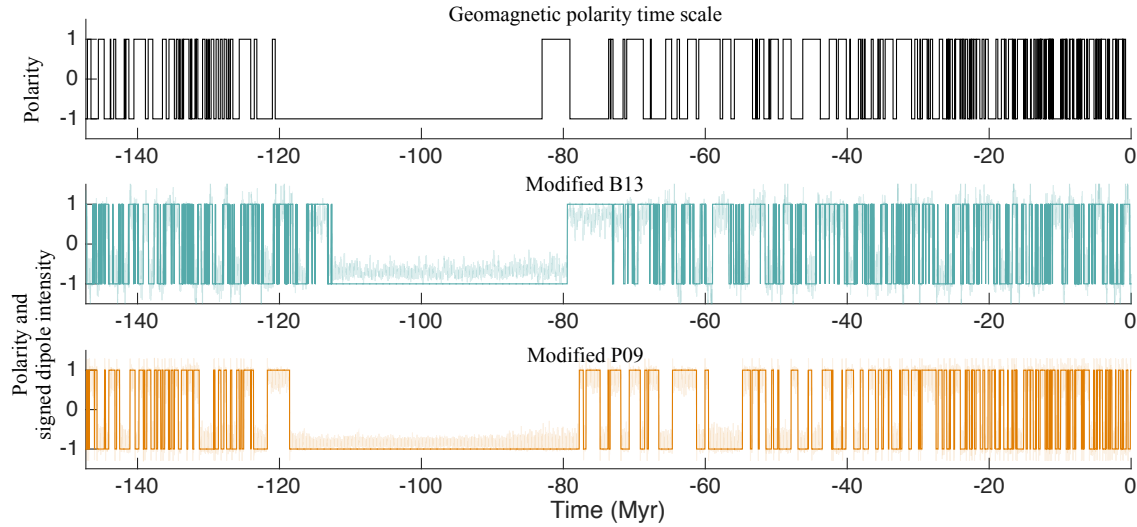 Geomagnetic polarity time scale
Polarity
1
0
-1
-140 -120 -100 -80 -60 -40 -20 0
Modified B13
Polarity and
signed dipole intensity
1
0
-1
-140 -120 -100 -80 -60 -40 -20 0
Modified P09
1
0
-1
-140 -120 -100 -80 -60 -40 -20 0
Time (Myr)